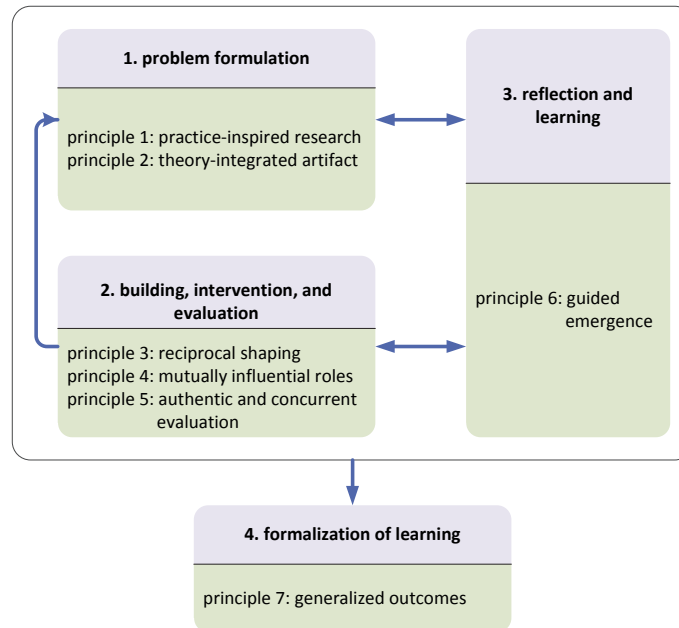 1. problem formulation
principle 1: practice-inspired research
principle 2: theory-integrated artifact
2. building, intervention, and
evaluation
principle 3: reciprocal shaping
principle 4: mutually influential roles
principle 5: authentic and concurrent
evaluation
3. reflection and
learning
principle 6: guided
emergence
4. formalization of learning
principle 7: generalized outcomes